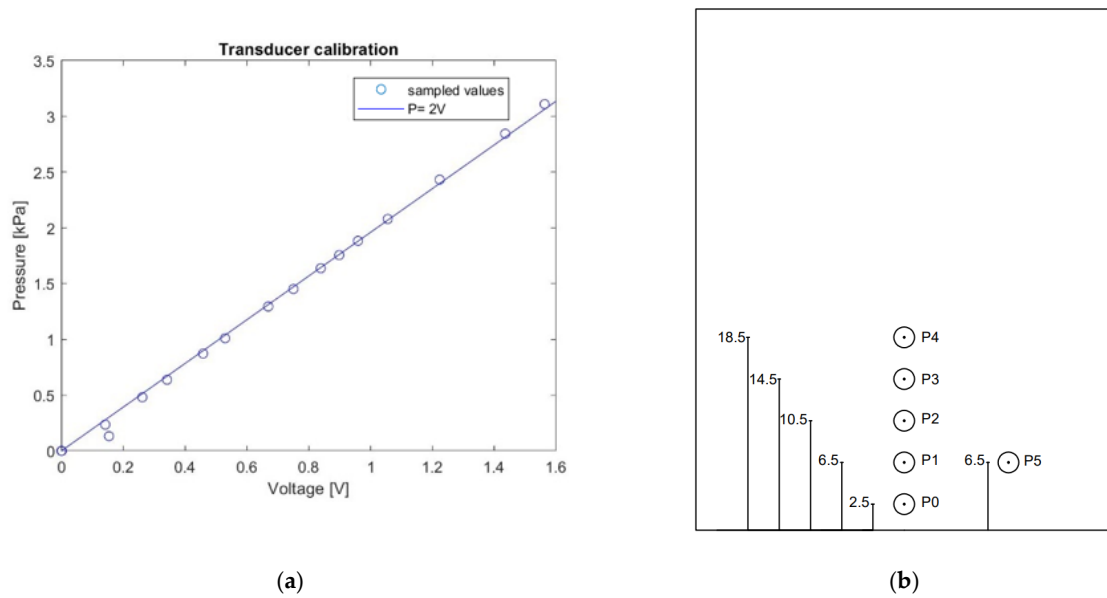 Transducer calibration
3.5
3
2.5
2
1.5
1
0.5
0
Pressure [kPa]
sampled values
P= 2V
0 0.2 0.4 0.6 0.8 1 1.2 1.4 1.6
Voltage [V]
(a)
18.5 P4
14.5 P3
10.5 P2
6.5 P1 6.5 P5
2.5 P0
(b)